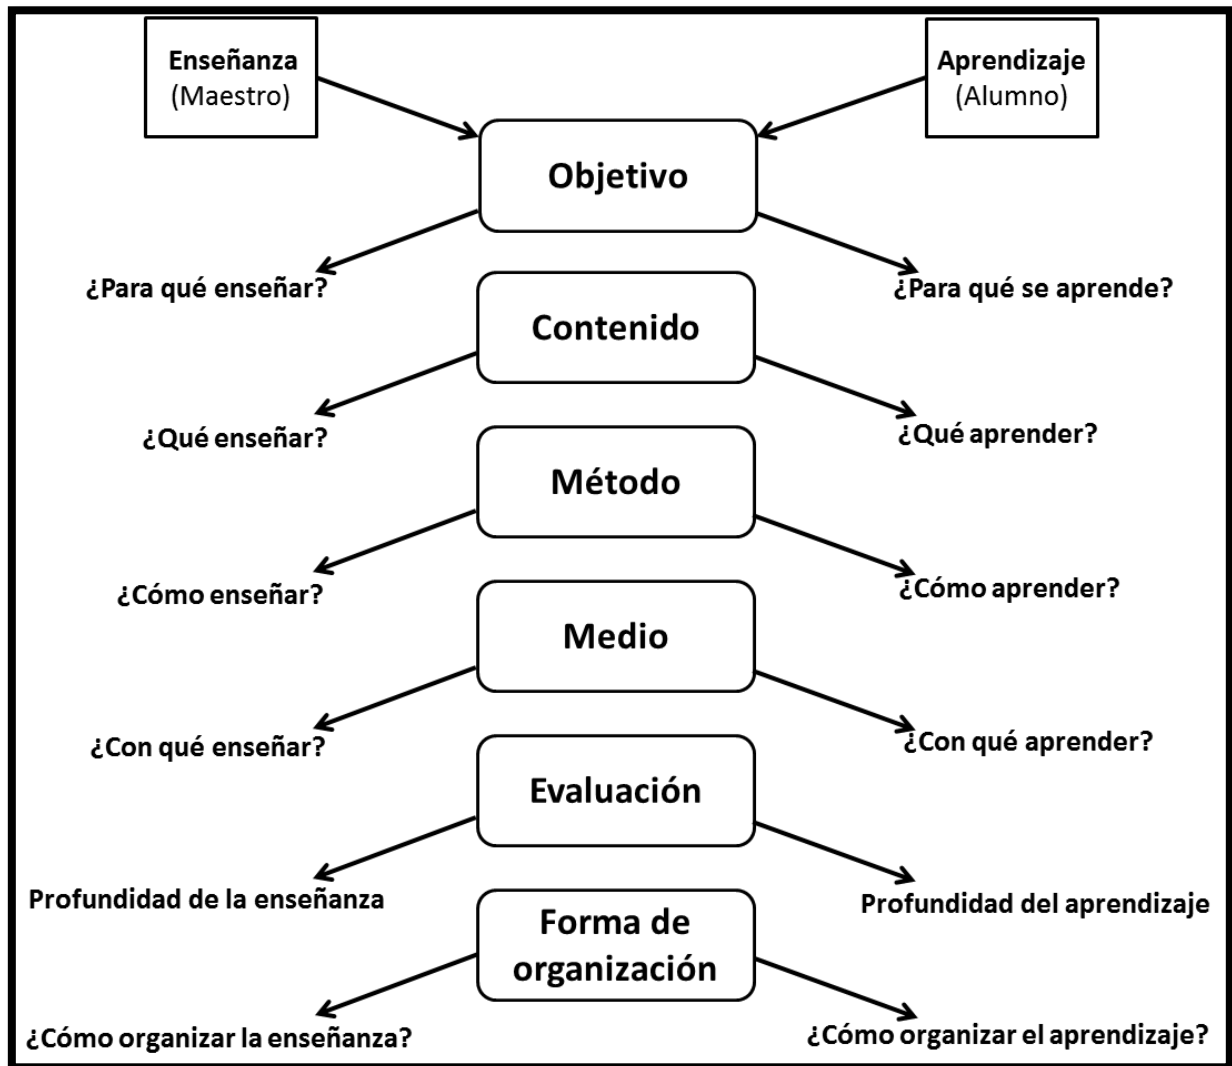 Enseñanza
(Maestro)
Aprendizaje
(Alumno)
Objetivo
¿Para qué enseñar?
¿Para qué se aprende?
Contenido
¿Qué enseñar?
¿Qué aprender?
Método
¿Cómo enseñar?
¿Cómo aprender?
Medio
¿Con qué enseñar?
¿Con qué aprender?
Evaluación
Profundidad de la enseñanza
Profundidad del aprendizaje
Forma de
organización
¿Cómo organizar la enseñanza?
¿Cómo organizar el aprendizaje?